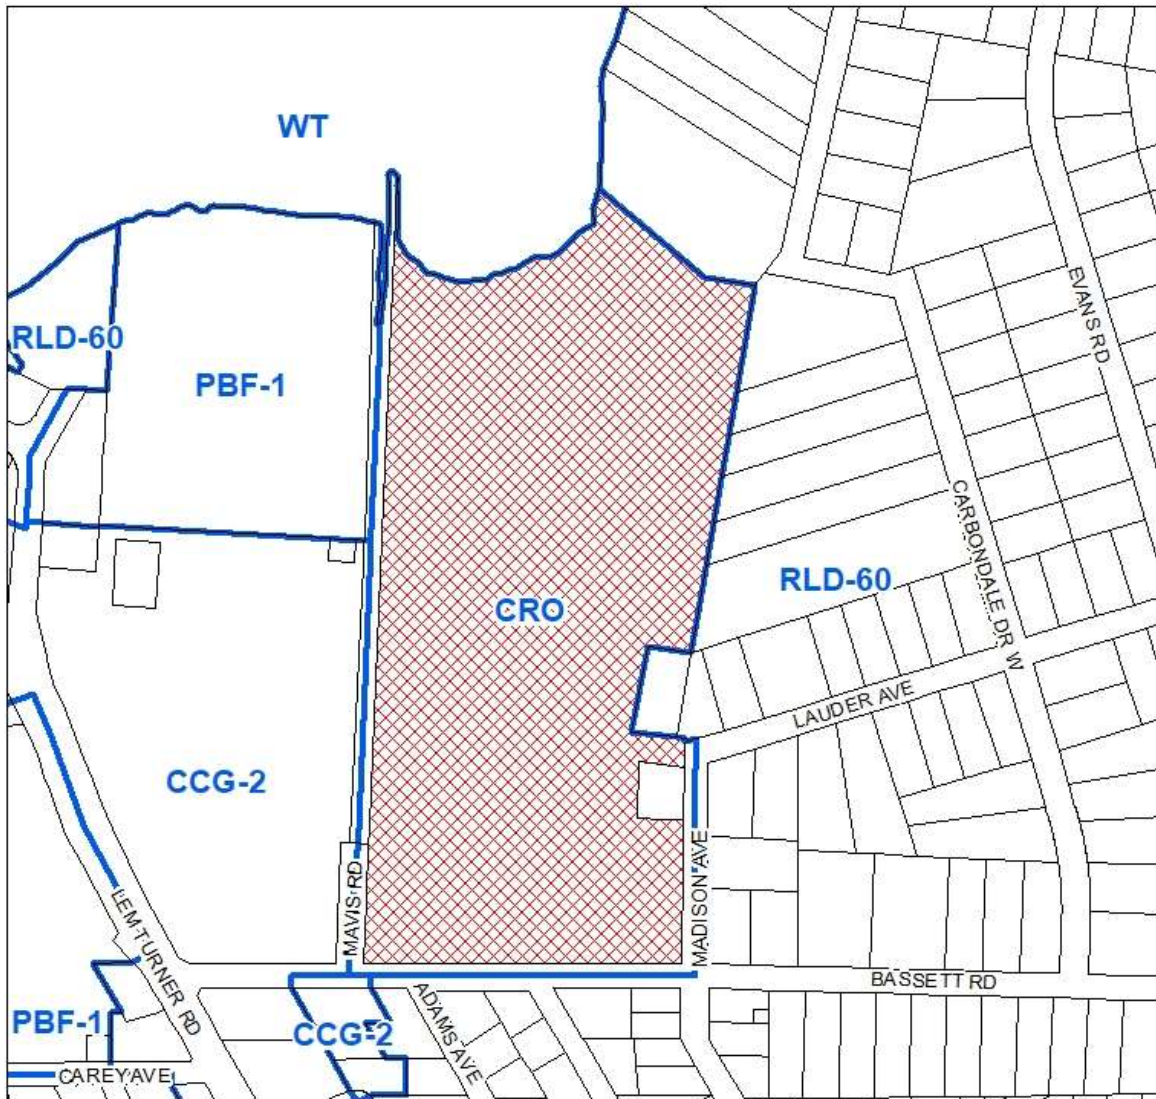 WT
EVANS RD
RLD-60
PBF-1
CARBONDALE DR W
RLD-60
CRO
LAUDER AVE
CCG-2
MAVIS RD
MADISON AVE
LEM TURNER RD
BASSETT RD
ADAMS AVE
PBF-1
CCG-2
CAREY AVE